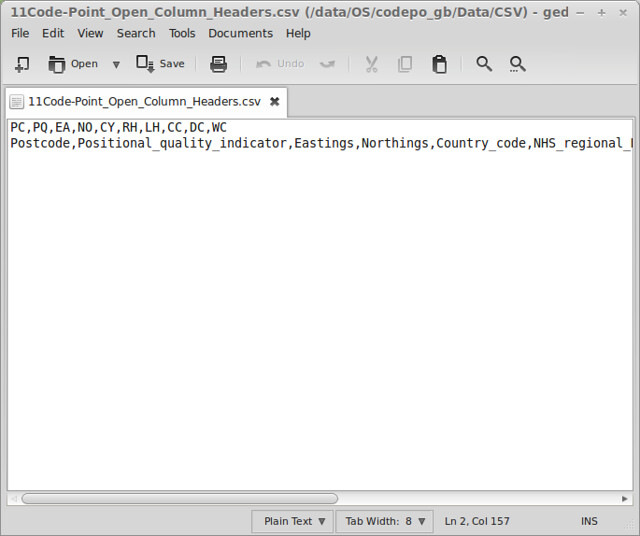 11Code-Point_Open_Column_Headers.csv (/data/OS/codepo_gb/Data/CSV) - ged
File Edit View Search Tools Documents Help
Open Save Undo
11Code-Point_Open_Column_Headers.csv
PC,PQ,EA,NO,CY,RH,LH,CC,DC,WC
Postcode,Positional_quality_indicator,Eastings,Northings,Country_code,NHS_regional_
Plain Text Tab Width: 8 Ln 2, Col 157 INS